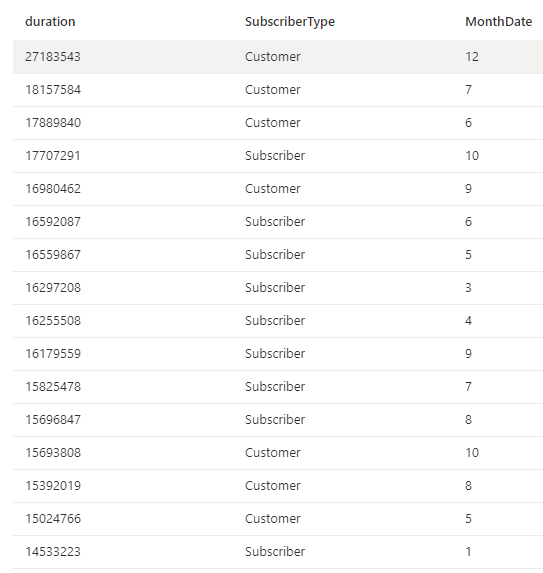 duration SubscriberType MonthDate
27183543 Customer 12
18157584 Customer 7
17889840 Customer 6
17707291 Subscriber 10
16980462 Customer 9
16592087 Subscriber 6
16559867 Subscriber 5
16297208 Subscriber 3
16255508 Subscriber 4
16179559 Subscriber 9
15825478 Subscriber 7
15696847 Subscriber 8
15693808 Customer 10
15392019 Customer 8
15024766 Customer 5
14533223 Subscriber 1